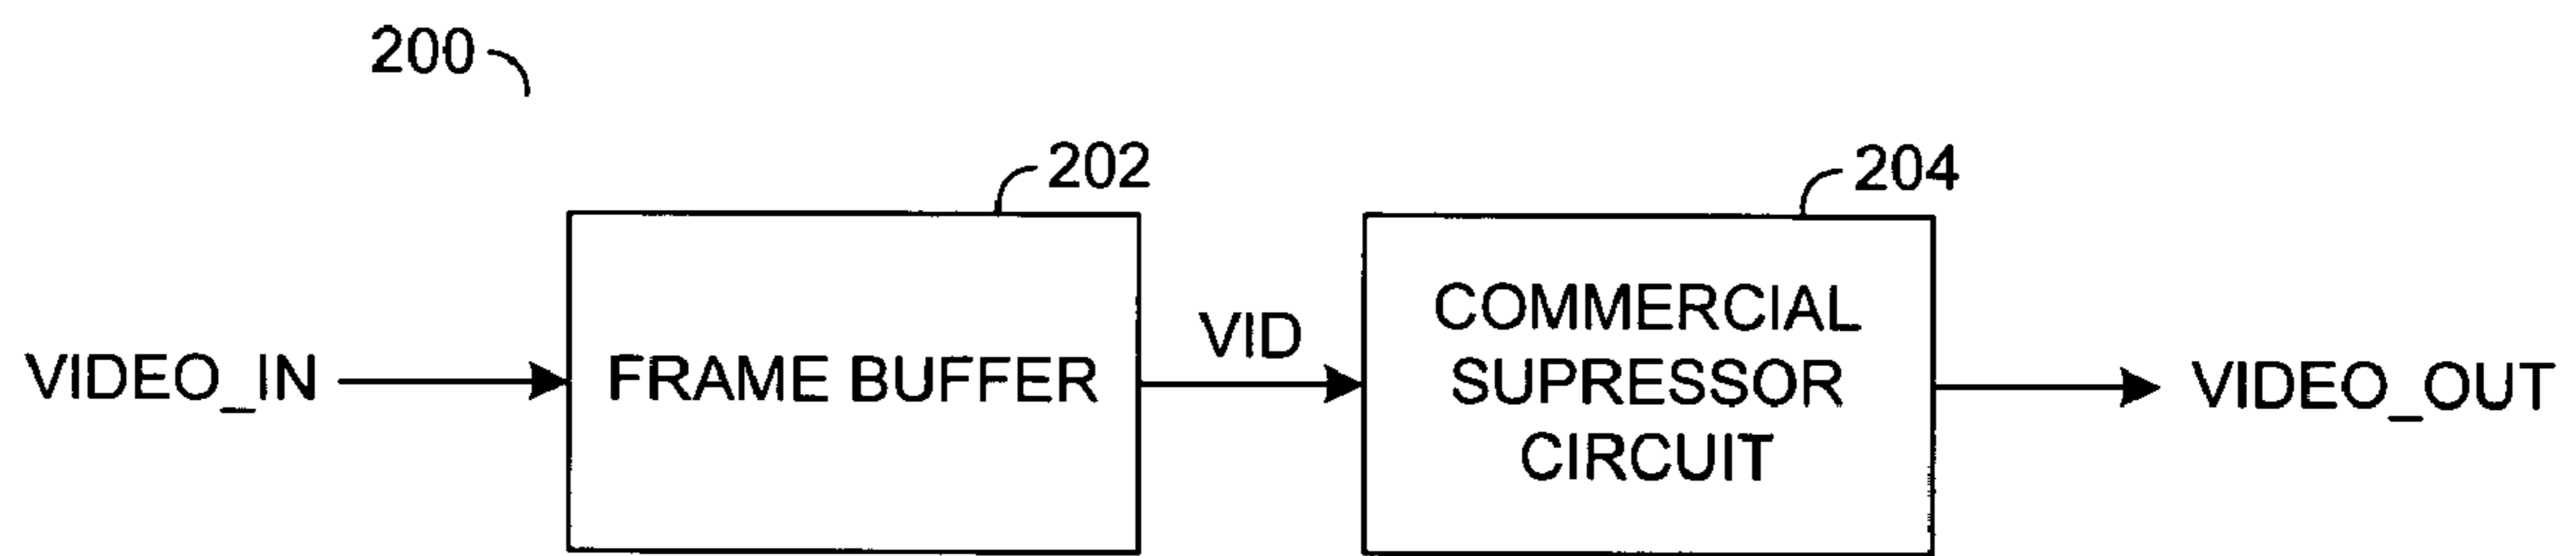 200
202
204
VIDEO_IN
FRAME BUFFER
VID
COMMERCIAL
SUPRESSOR
CIRCUIT
VIDEO_OUT